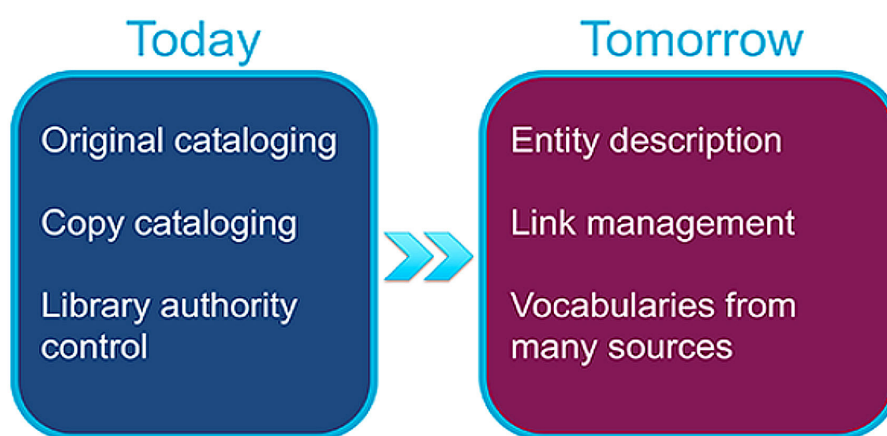 Today
Original cataloging
Copy cataloging
Library authority
control
Tomorrow
Entity description
Link management
Vocabularies from
many sources